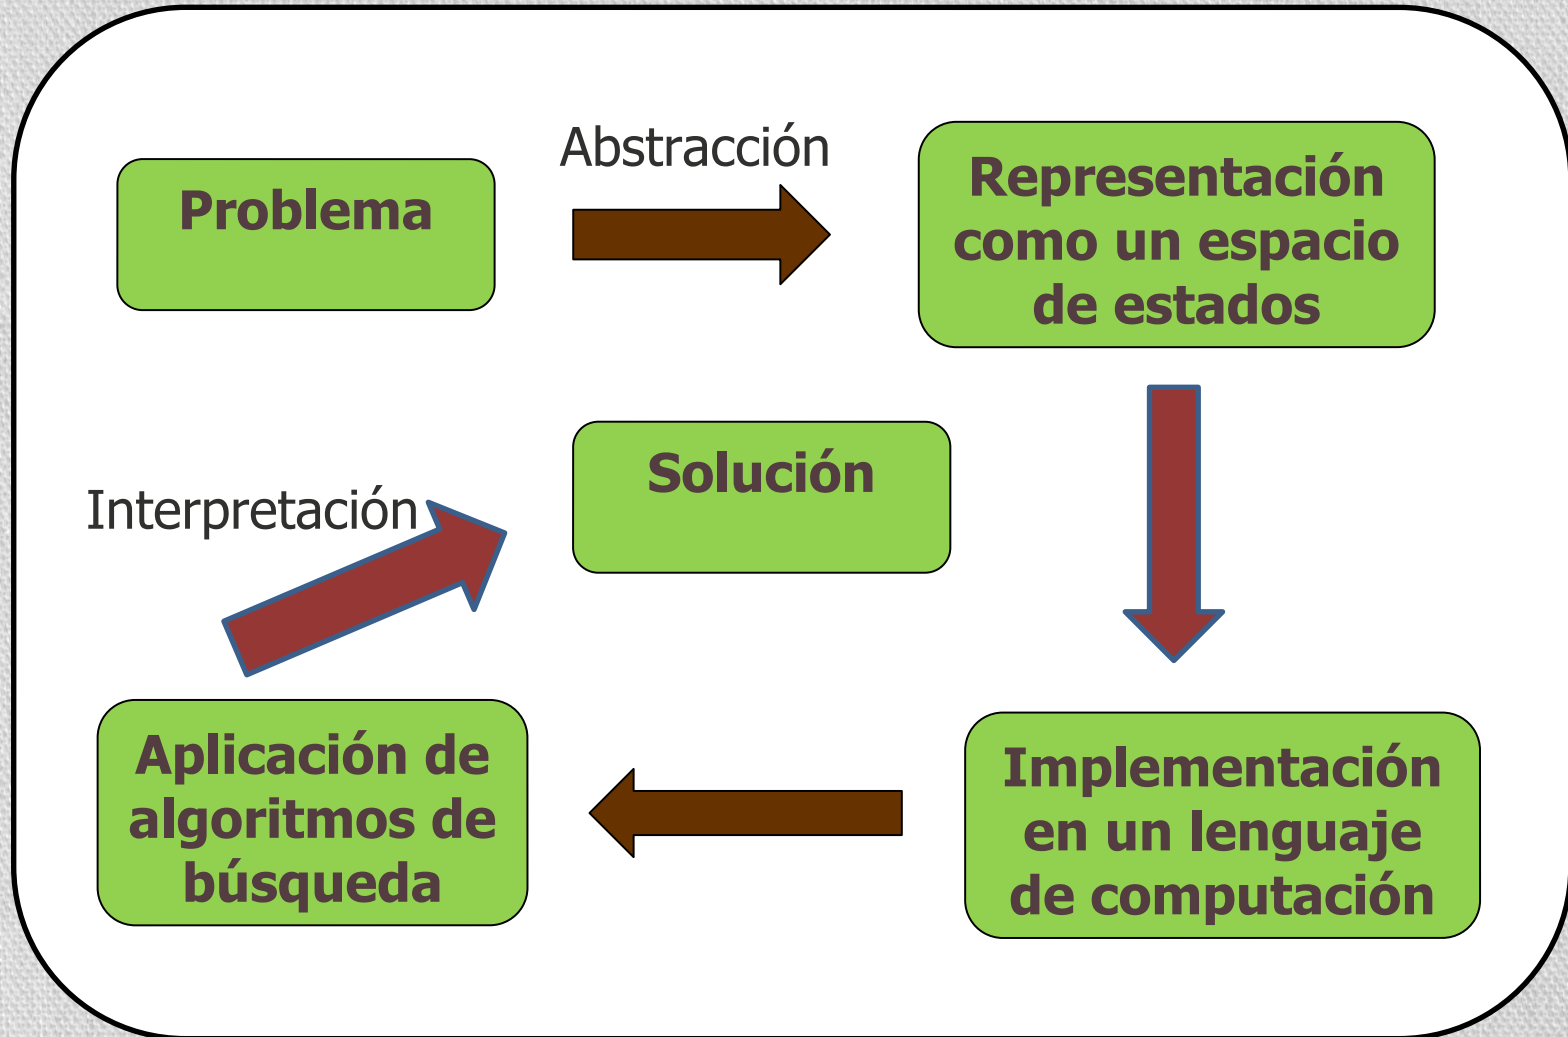 Problema
Abstracción
Representación
como un espacio
de estados
Solución
Interpretación
Aplicación de
algoritmos de
búsqueda
Implementación
en un lenguaje
de computación